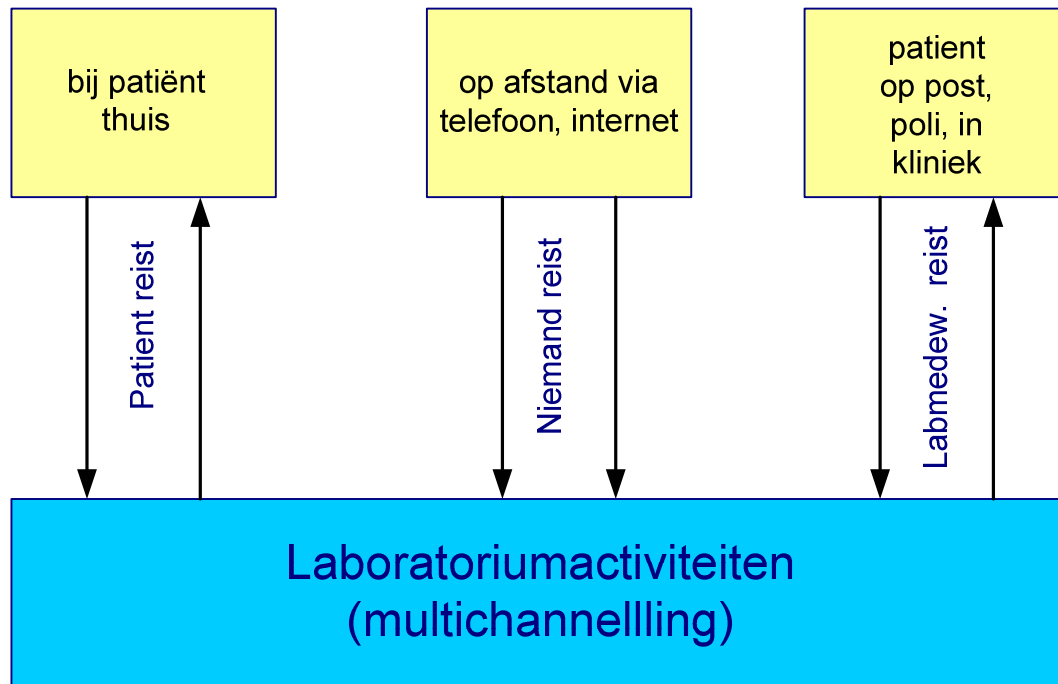 bij patiënt
thuis
op afstand via
telefoon, internet
patient
op post,
poli, in
kliniek
Patient reist
Niemand reist
Labmedew. reist
Laboratoriumactiviteiten
(multichannellling)